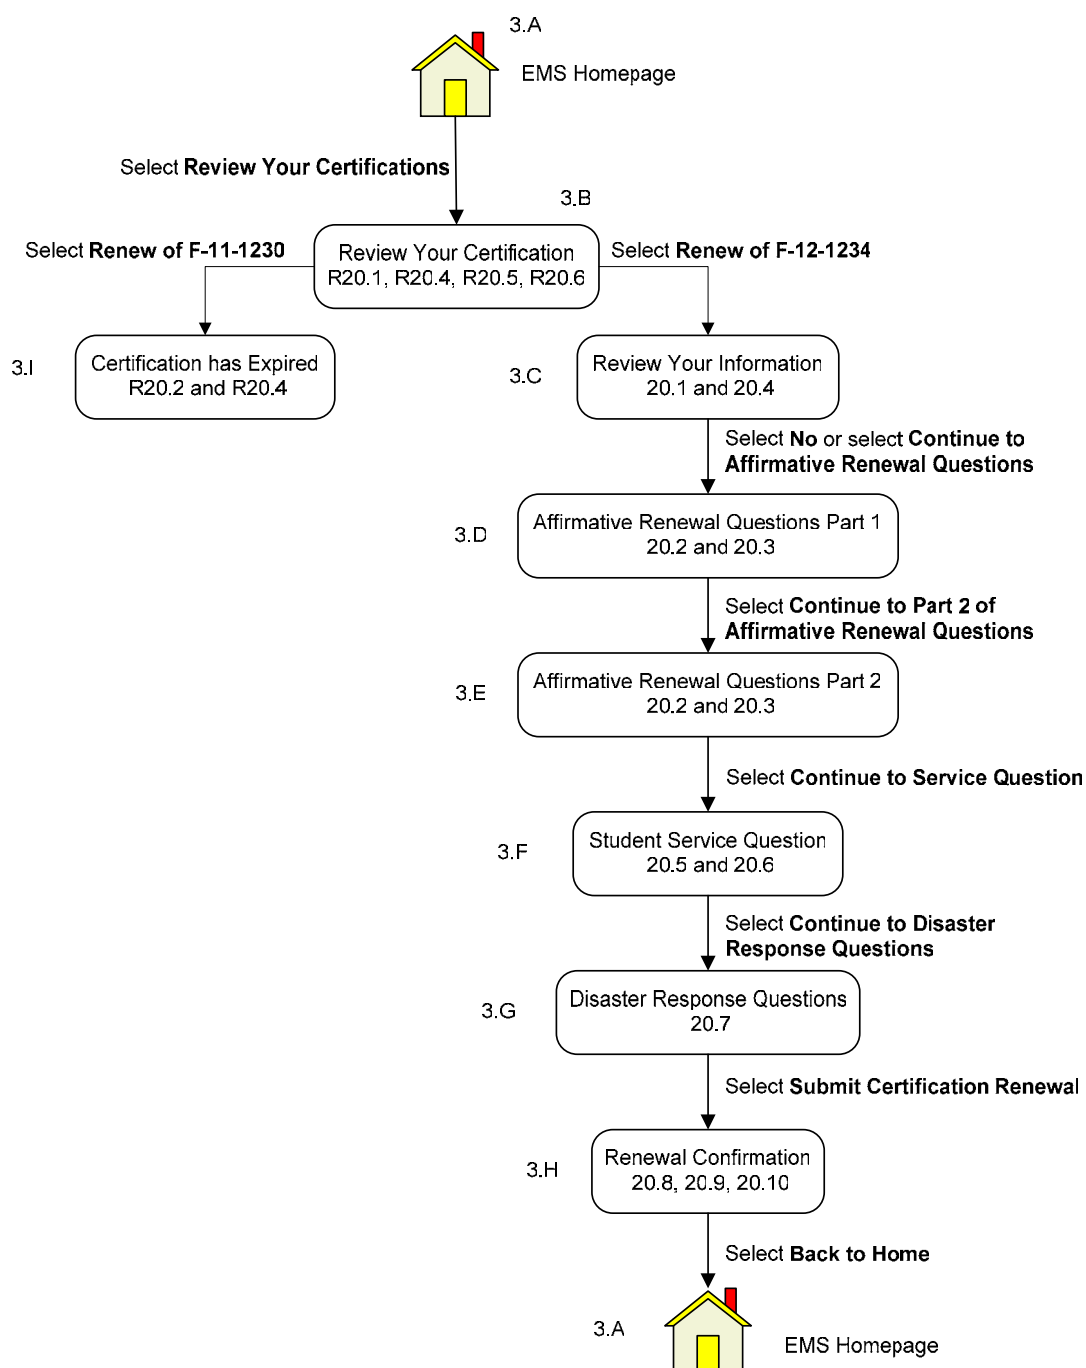 3.A
EMS Homepage
Select Review Your Certifications
3.B
Select Renew of F-11-1230
Review Your Certification
R20.1, R20.4, R20.5, R20.6
Select Renew of F-12-1234
3.I
Certification has Expired
R20.2 and R20.4
3.C
Review Your Information
20.1 and 20.4
Select No or select Continue to
Affirmative Renewal Questions
3.D
Affirmative Renewal Questions Part 1
20.2 and 20.3
Select Continue to Part 2 of
Affirmative Renewal Questions
3.E
Affirmative Renewal Questions Part 2
20.2 and 20.3
Select Continue to Service Question
3.F
Student Service Question
20.5 and 20.6
Select Continue to Disaster
Response Questions
3.G
Disaster Response Questions
20.7
Select Submit Certification Renewal
3.H
Renewal Confirmation
20.8, 20.9, 20.10
Select Back to Home
3.A
EMS Homepage